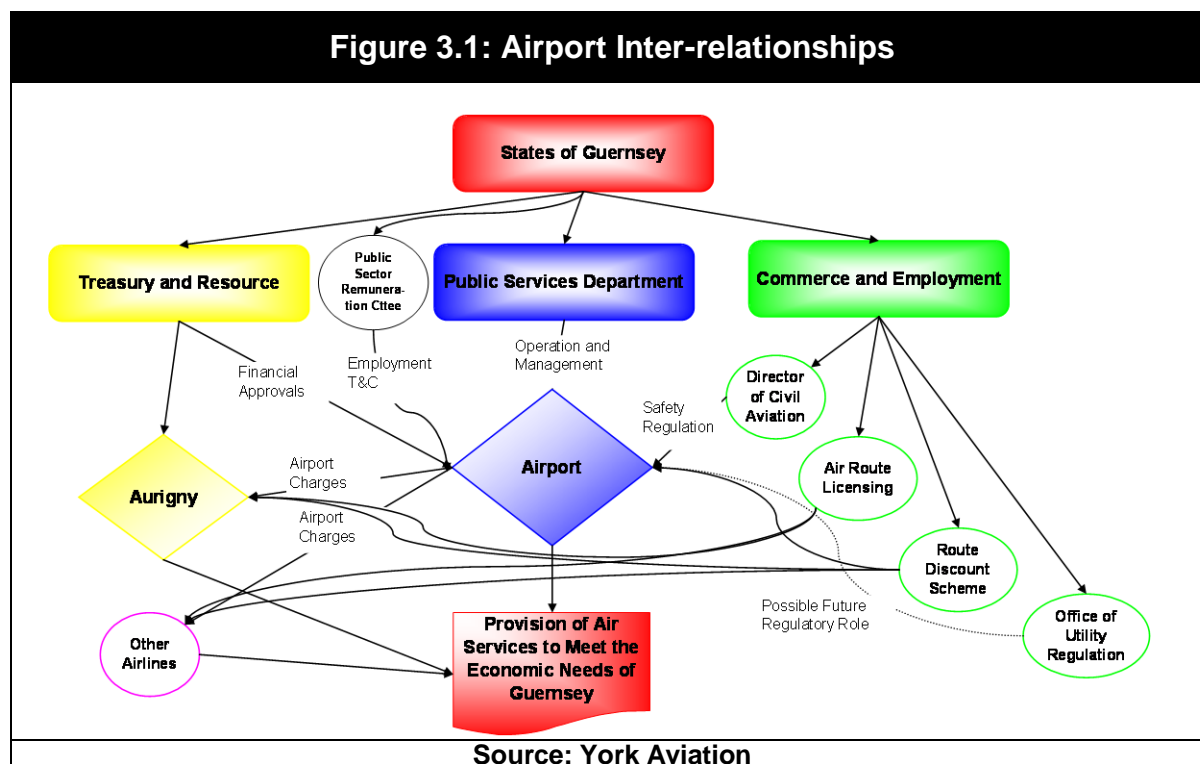 Figure 3.1: Airport Inter-relationships
States of Guernsey
Treasury and Resource
Public
Sector
Remunera-
tion Cttee
Public Services Department
Commerce and Employment
Financial
Approvals
Employment
T&C
Operation and
Management
Director
of Civil
Aviation
Safety
Regulation
Aurigny
Airport
Charges
Airport
Air Route
Licensing
Airport
Charges
Route
Discount
Scheme
Possible Future
Regulatory Role
Office of
Utility
Regulation
Other
Airlines
Provision of Air
Services to Meet the
Economic Needs of
Guernsey
Source: York Aviation